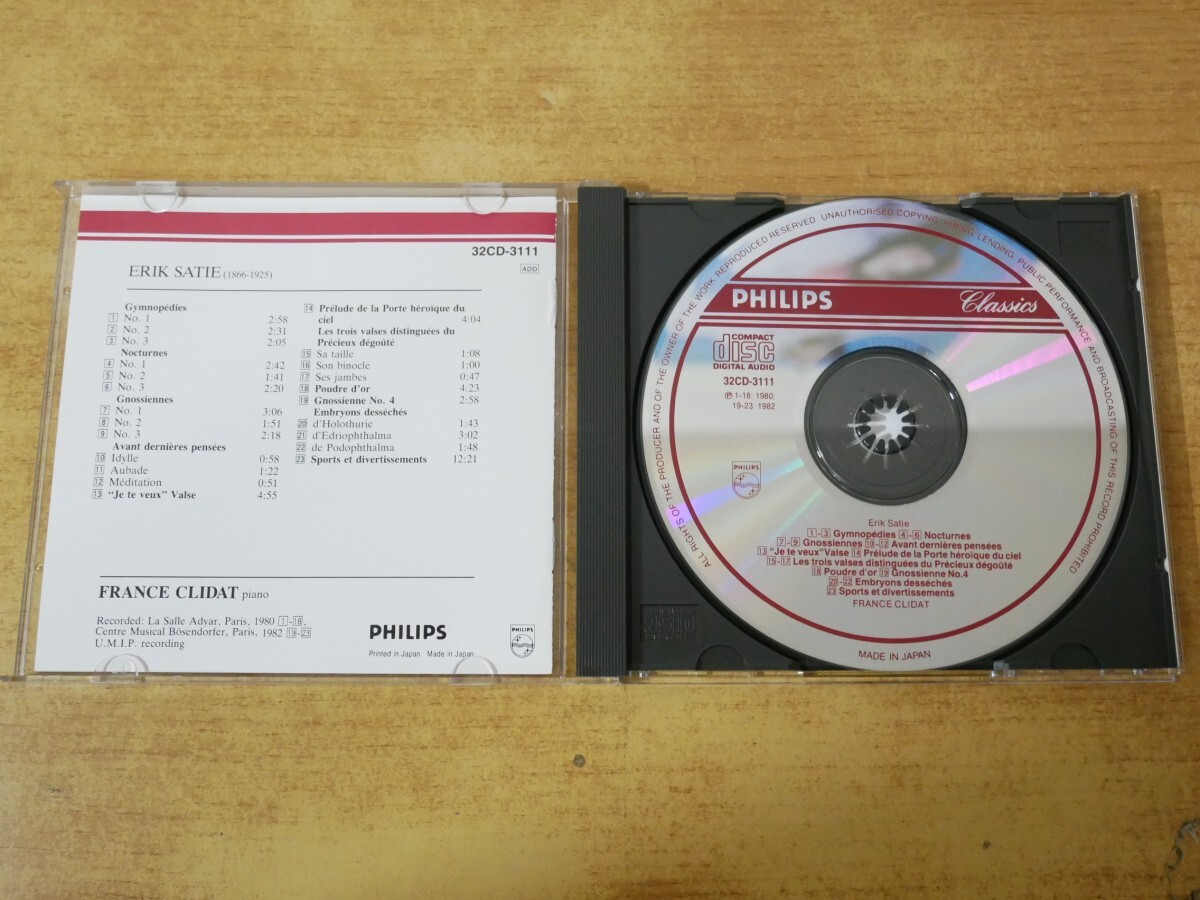 32CD-3111
ADD
ERIK SATIE (1866-1925)
Gymnopédies
1 No. 1 2:58
2 No. 2 2:31
3 No. 3 2:05
Nocturnes
4 No. 1 2:42
5 No. 2 1:41
6 No. 3 2:20
Gnossiennes
7 No. 1 3:06
8 No. 2 1:51
9 No. 3 2:18
Avant dernières pensées
10 Idylle 0:58
11 Aubade 1:22
12 Méditation 0:51
13 "Je te veux" Valse 4:55
14 Prélude de la Porte héroïque du
ciel 4:04
Les trois valses distinguées du
Précieux dégoûté
15 Sa taille 1:08
16 Son binocle 1:00
17 Ses jambes 0:47
18 Poudre d'or 4:23
19 Gnossienne No. 4 2:58
Embryons desséchés
20 d'Holothurie 1:43
21 d'Edriophthalma 3:02
22 de Podophthalma 1:48
23 Sports et divertissements 12:21
FRANCE CLIDAT piano
Recorded: La Salle Adyar, Paris, 1980 1-18,
Centre Musical Bösendorfer, Paris, 1982 19-23
U.M.I.P. recording
PHILIPS
Printed in Japan Made in Japan
PHILIPS
ALL RIGHTS OF THE PRODUCER AND OF THE OWNER OF THE WORK REPRODUCED RESERVED UNAUTHORISED COPYING, HIRING, LENDING, PUBLIC PERFORMANCE AND BROADCASTING OF THIS RECORD PROHIBITED
PHILIPS Classics
COMPACT
disc
DIGITAL AUDIO
32CD-3111
℗ 1-18: 1980;
19-23: 1982
PHILIPS
Erik Satie
1-3 Gymnopédies 4-6 Nocturnes
7-9 Gnossiennes 10-12 Avant dernières pensées
13 "Je te veux" Valse 14 Prélude de la Porte héroïque du ciel
15-17 Les trois valses distinguées du Précieux dégoûté
18 Poudre d'or 19 Gnossienne No.4
20-22 Embryons desséchés
23 Sports et divertissements
FRANCE CLIDAT
MADE IN JAPAN